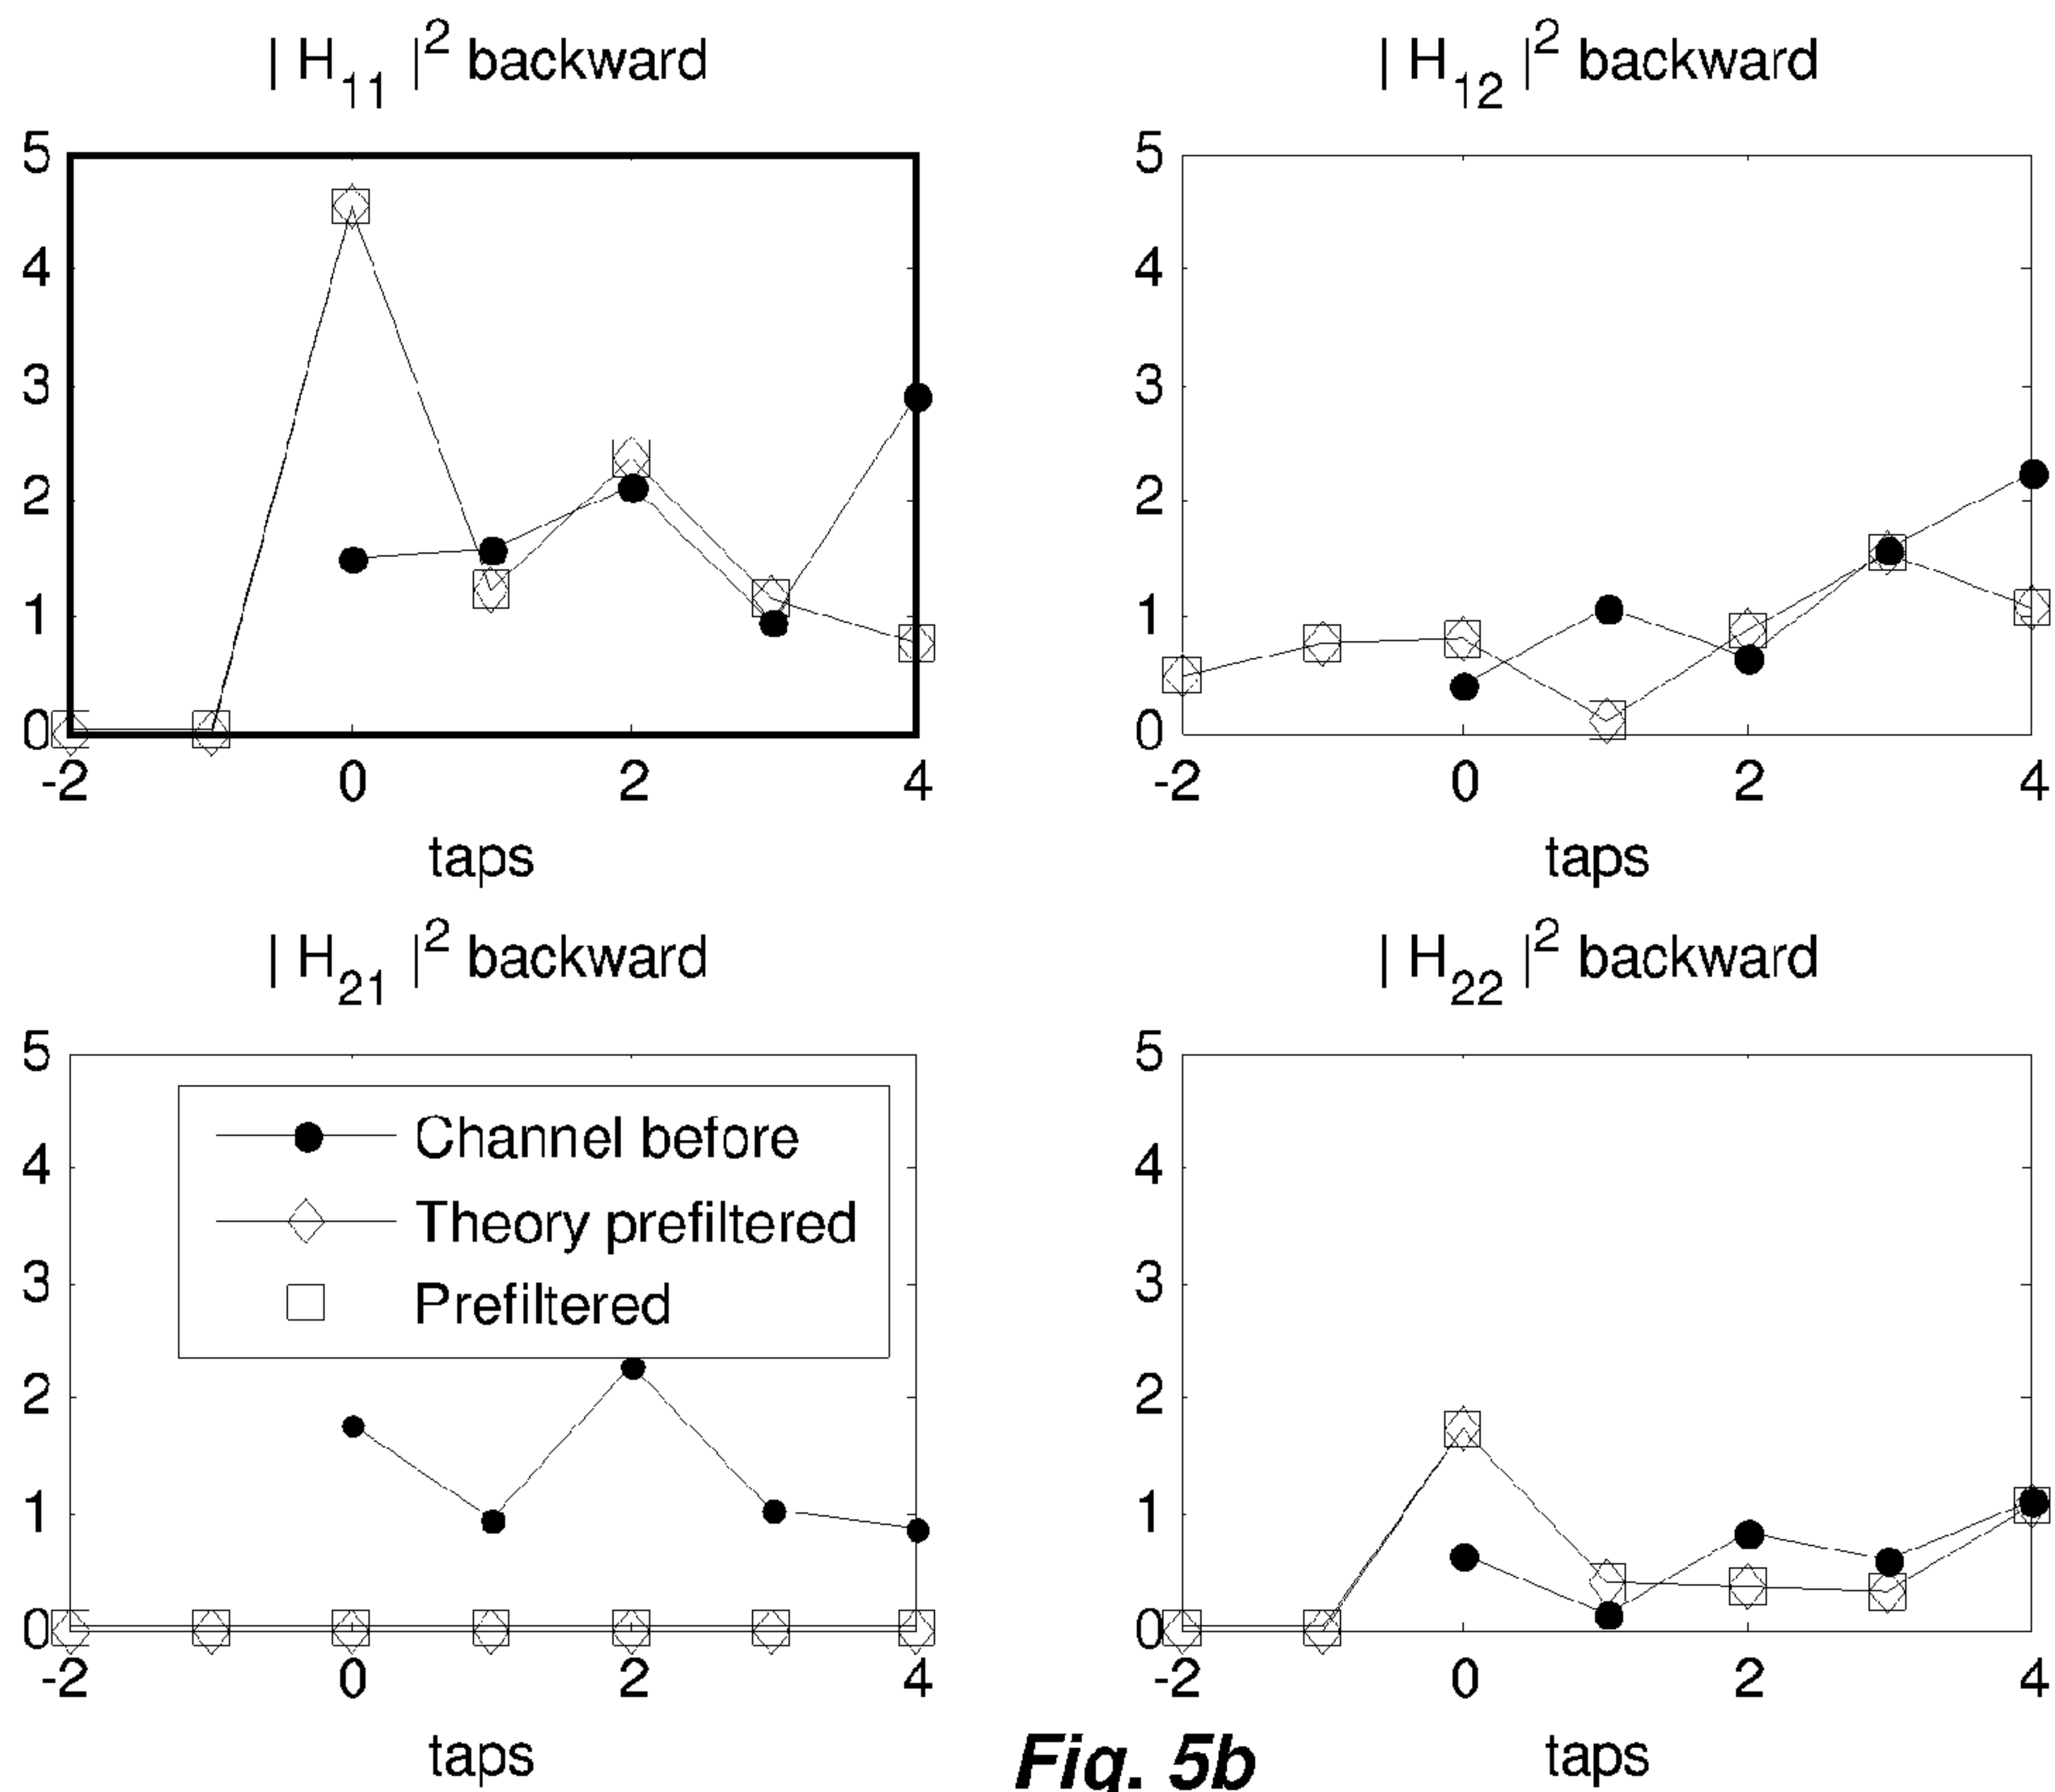 | H11 |2 backward
5
4
3
2
1
0
-2 0 2 4
taps
| H12 |2 backward
5
4
3
2
1
0
-2 0 2 4
taps
| H21 |2 backward
5
4
3
2
1
0
Channel before
Theory prefiltered
Prefiltered
-2 0 2 4
taps
| H22 |2 backward
5
4
3
2
1
0
-2 0 2 4
taps
Fig. 5b